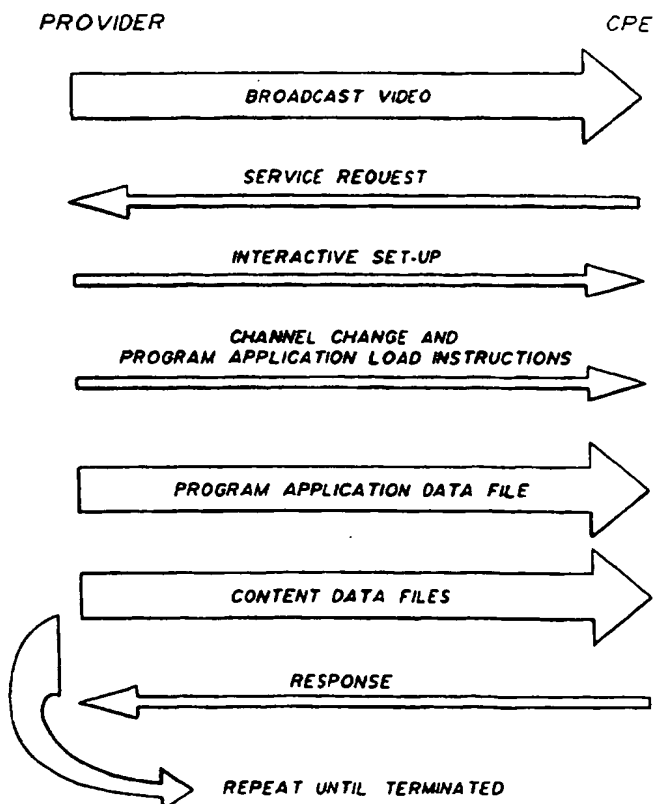 PROVIDER CPE
BROADCAST VIDEO
SERVICE REQUEST
INTERACTIVE SET-UP
CHANNEL CHANGE AND
PROGRAM APPLICATION LOAD INSTRUCTIONS
PROGRAM APPLICATION DATA FILE
CONTENT DATA FILES
RESPONSE
REPEAT UNTIL TERMINATED